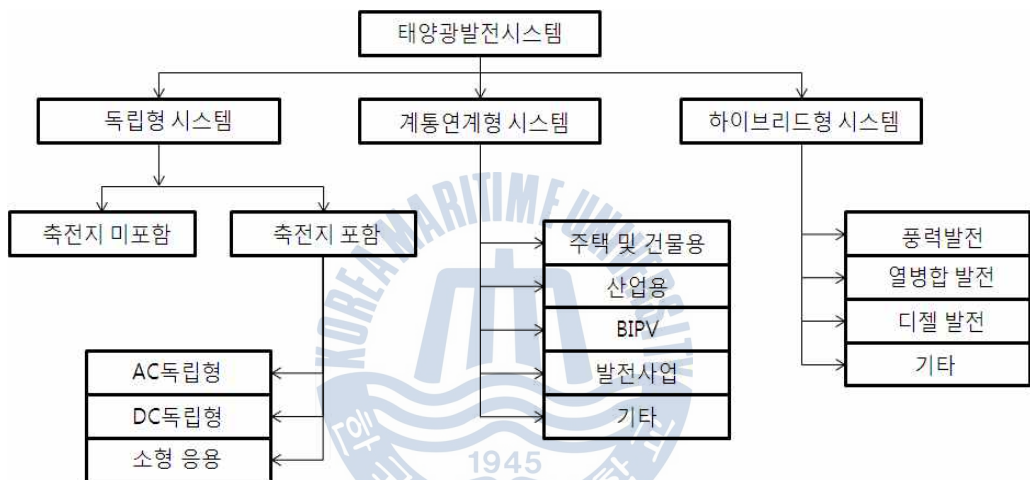 태양광발전시스템
독립형 시스템
계통연계형 시스템
하이브리드형 시스템
축전지 미포함
축전지 포함
주택 및 건물용
산업용
BIPV
발전사업
기타
풍력발전
열병합 발전
디젤 발전
기타
AC독립형
DC독립형
소형 응용
KOREA MARITIME UNIVERSITY
1945